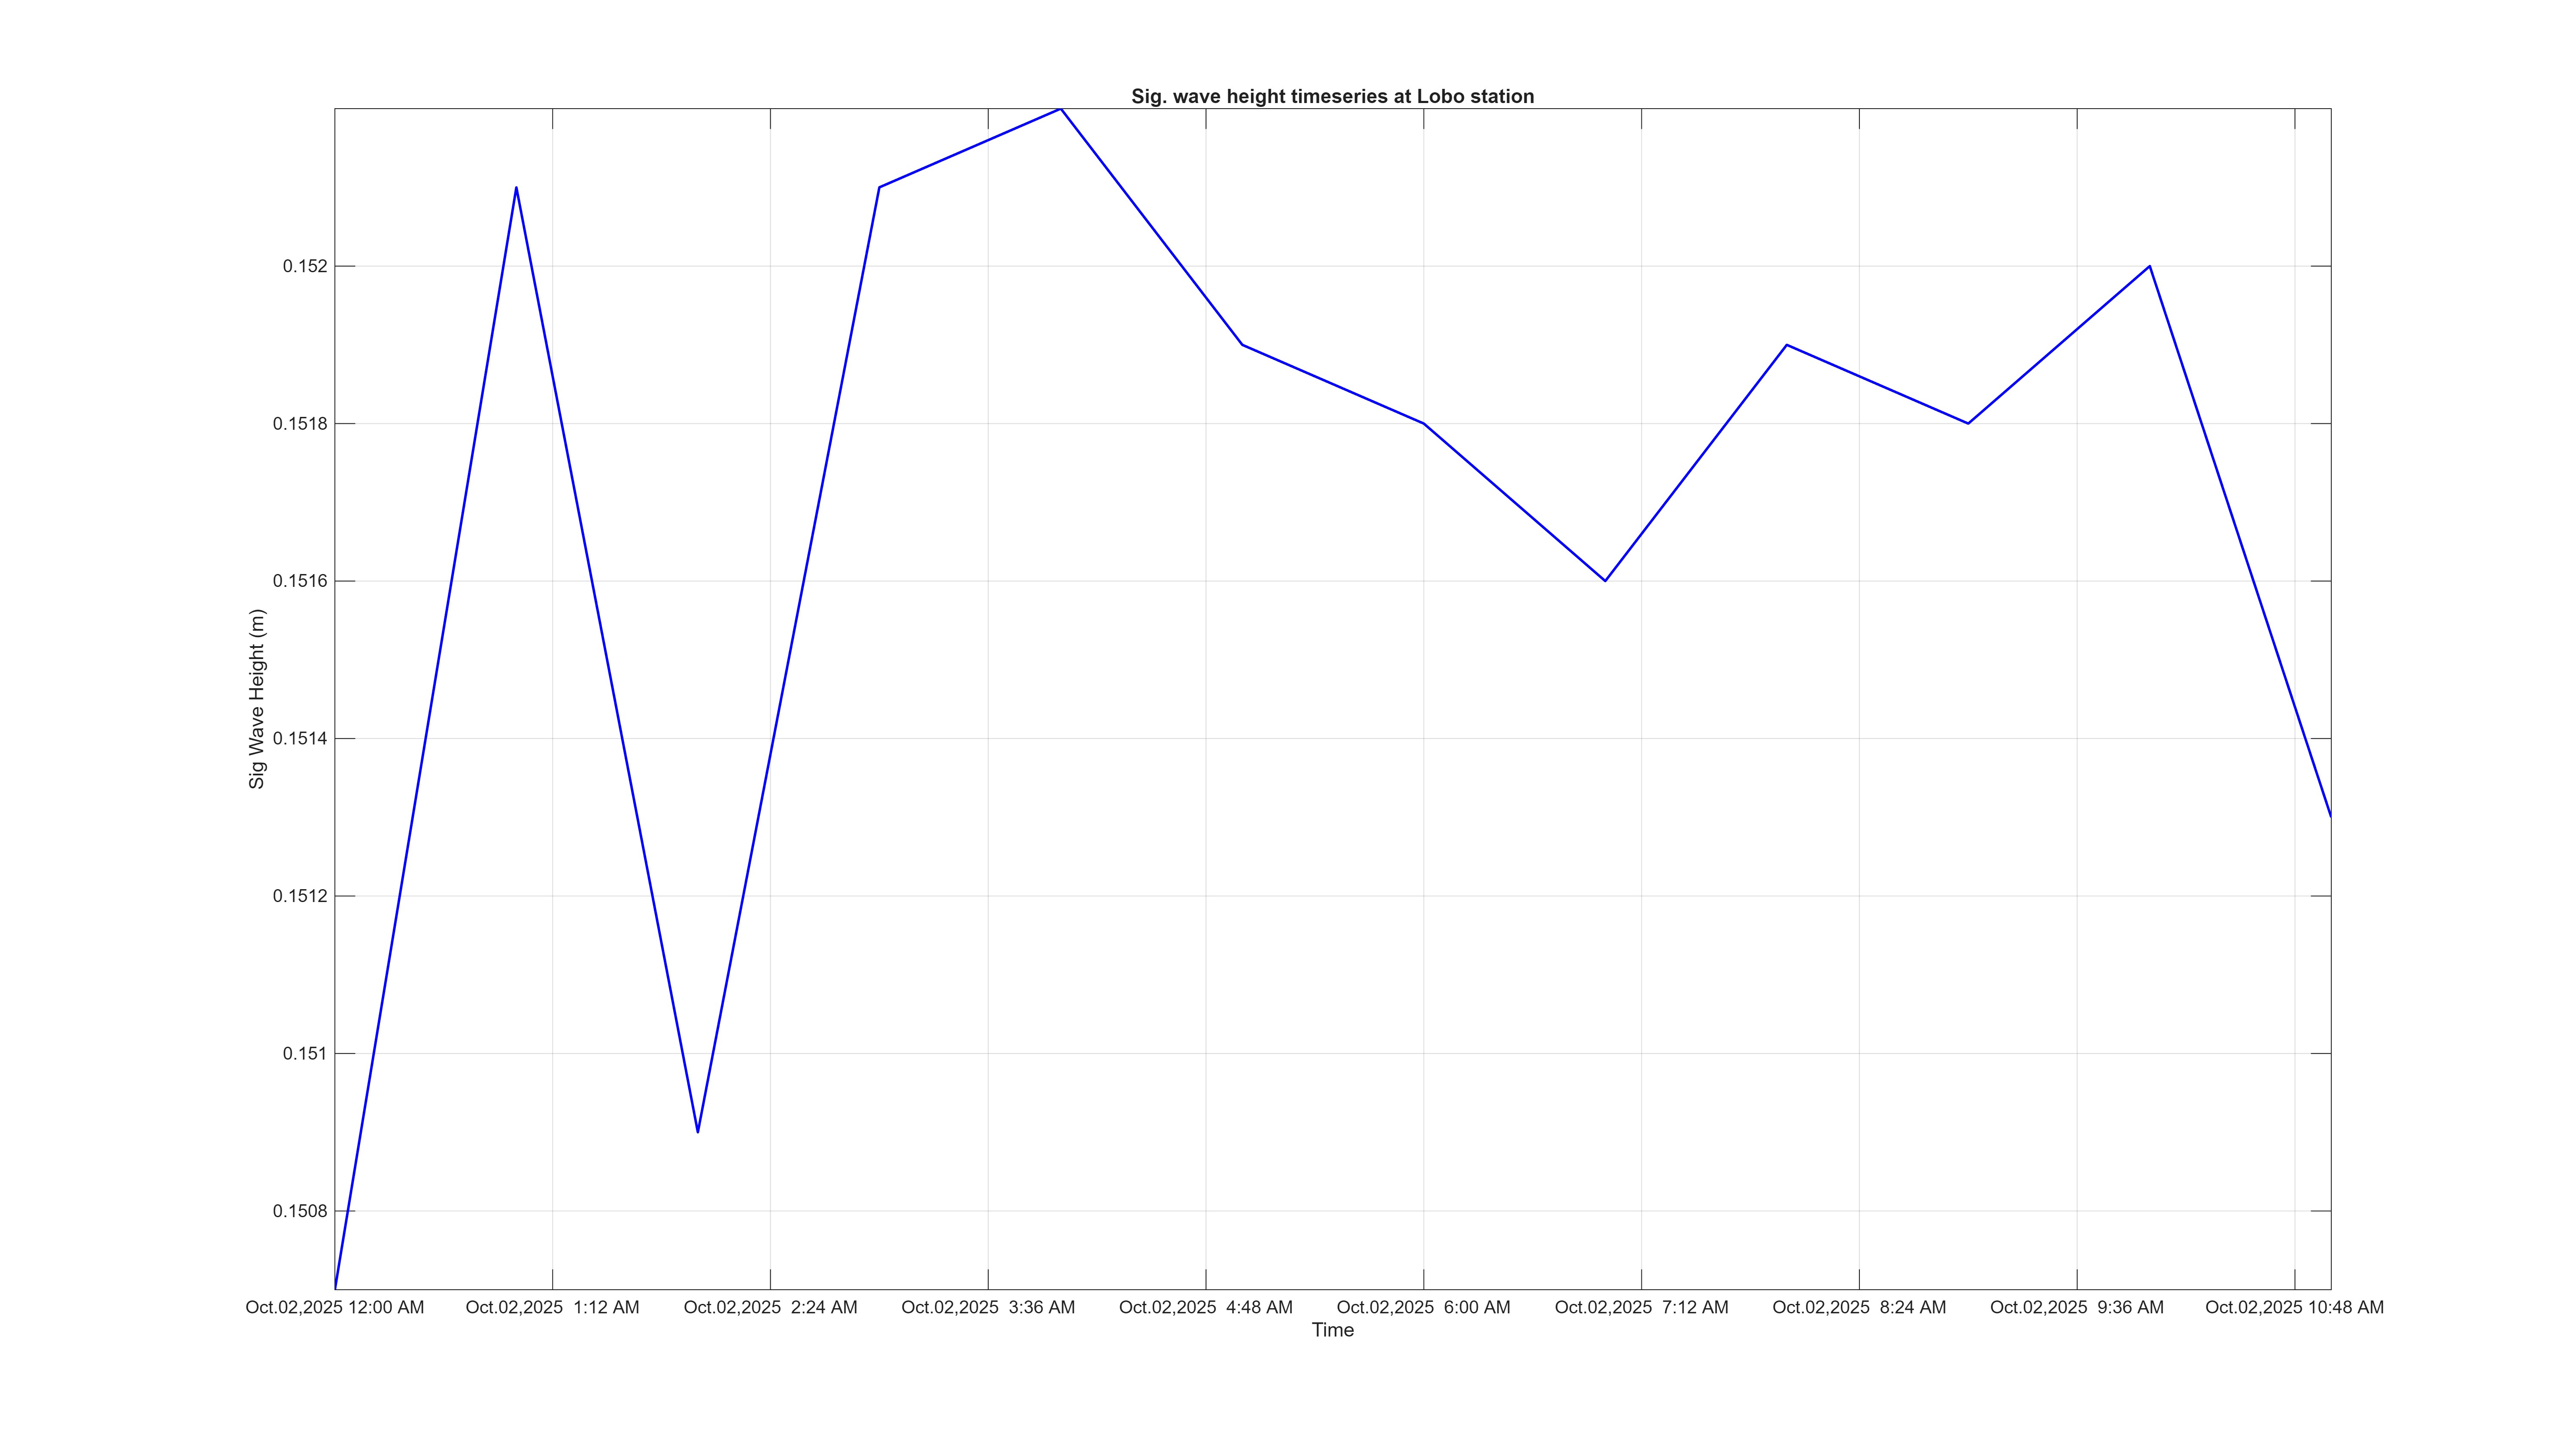 Sig. wave height timeseries at Lobo station
0.152
0.1518
0.1516
0.1514
0.1512
0.151
0.1508
Sig Wave Height (m)
Oct.02,2025 12:00 AM Oct.02,2025  1:12 AM Oct.02,2025  2:24 AM Oct.02,2025  3:36 AM Oct.02,2025  4:48 AM Oct.02,2025  6:00 AM Oct.02,2025  7:12 AM Oct.02,2025  8:24 AM Oct.02,2025  9:36 AM Oct.02,2025 10:48 AM
Time